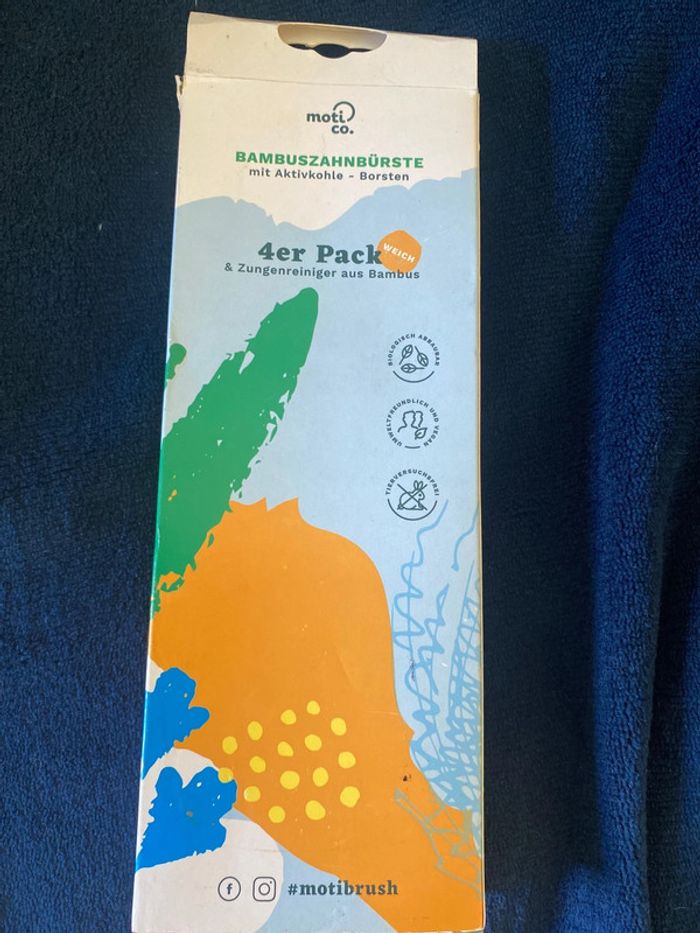 moti
co.
BAMBUSZAHNBÜRSTE
mit Aktivkohle - Borsten
4er Pack
WEICH
& Zungenreiniger aus Bambus
BIOLOGISCH ABBAUBAR
UMWELTFREUNDLICH UND VEGAN
TIERVERSUCHSFREI
f
#motibrush